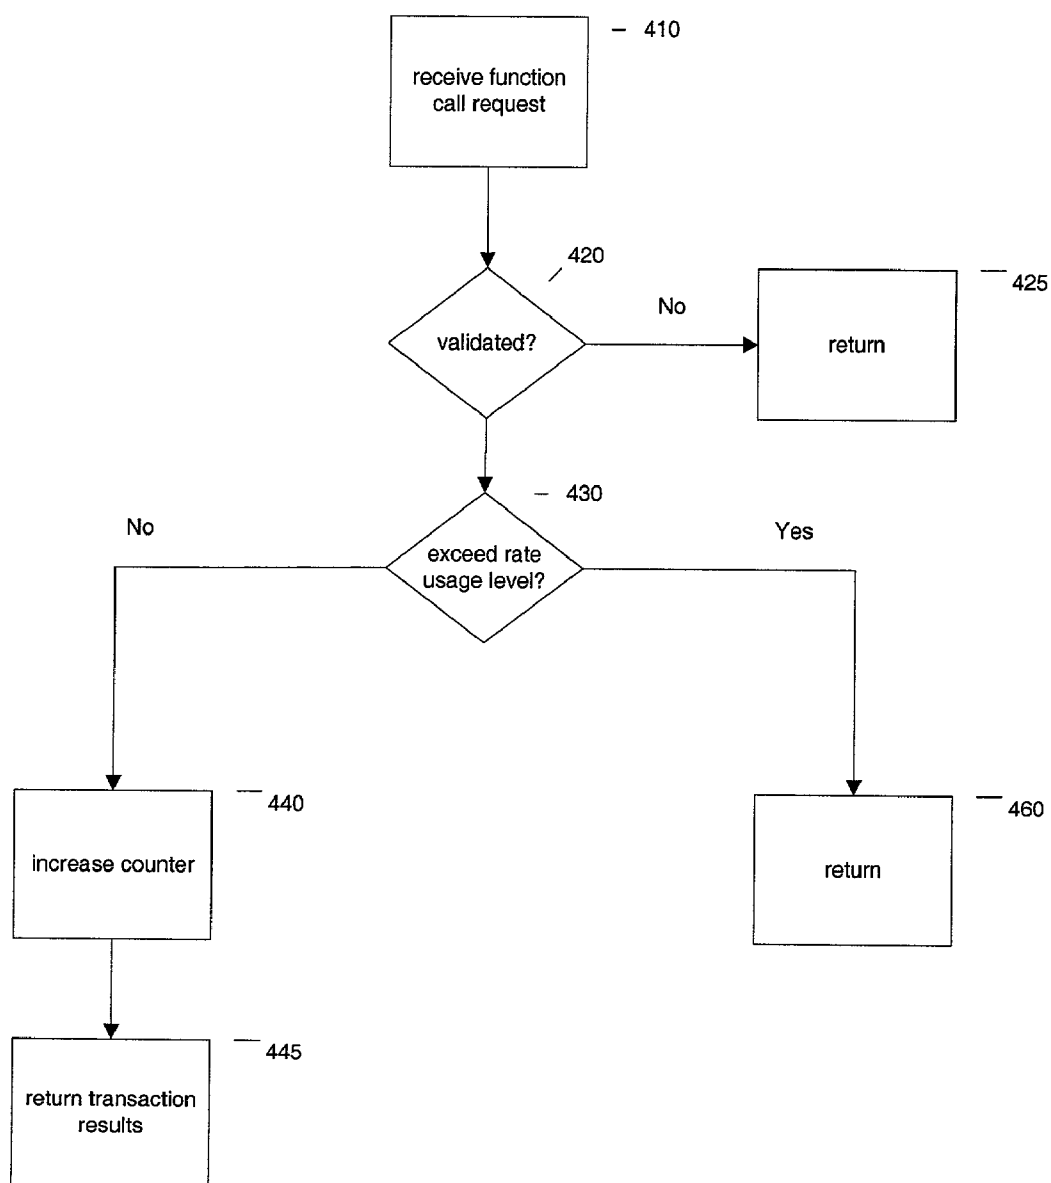 410
receive function
call request
420
validated?
No
425
return
430
exceed rate
usage level?
No
Yes
440
increase counter
460
return
445
return transaction
results